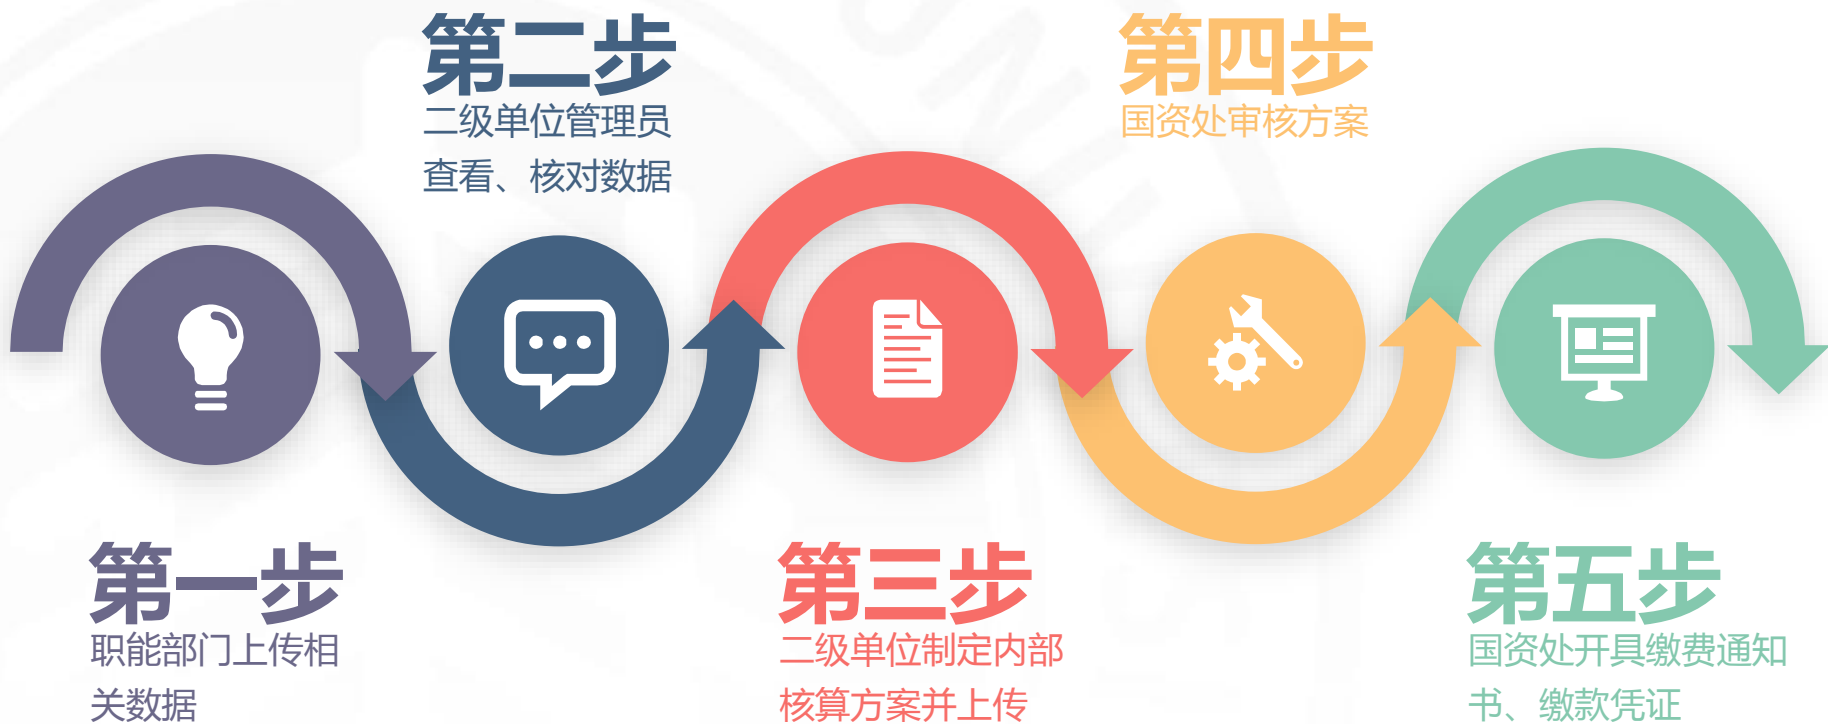 第一步
职能部门上传相
关数据
第二步
二级单位管理员
查看、核对数据
第三步
二级单位制定内部
核算方案并上传
第四步
国资处审核方案
第五步
国资处开具缴费通知
书、缴款凭证